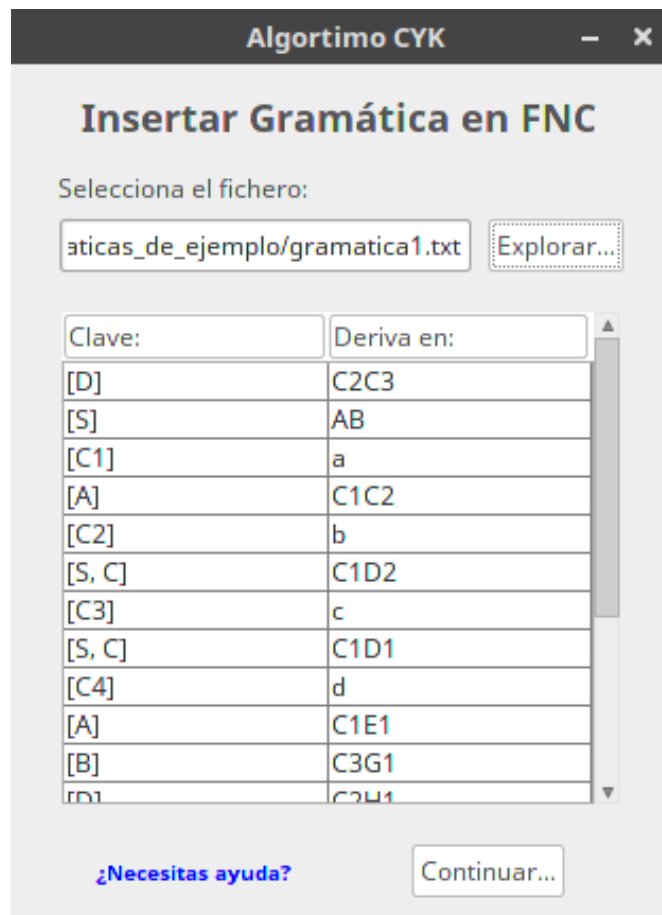 Algortimo CYK
Insertar Gramática en FNC
Selecciona el fichero:
aticas_de_ejemplo/gramatica1.txt Explorar...
Clave: Deriva en:
[D] C2C3
[S] AB
[C1] a
[A] C1C2
[C2] b
[S, C] C1D2
[C3] c
[S, C] C1D1
[C4] d
[A] C1E1
[B] C3G1
[D] C2H1
¿Necesitas ayuda? Continuar...